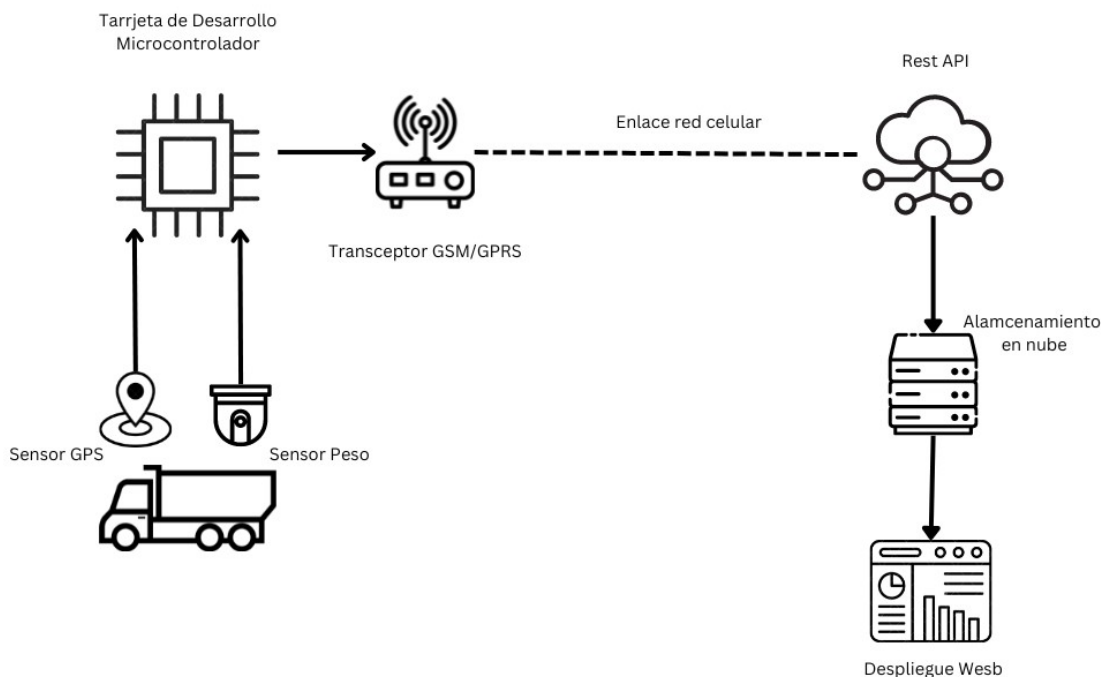 Tarrjeta de Desarrollo
Microcontrolador
Rest API
Enlace red celular
Transceptor GSM/GPRS
Alamcenamiento
en nube
Sensor GPS
Sensor Peso
Despliegue Wesb